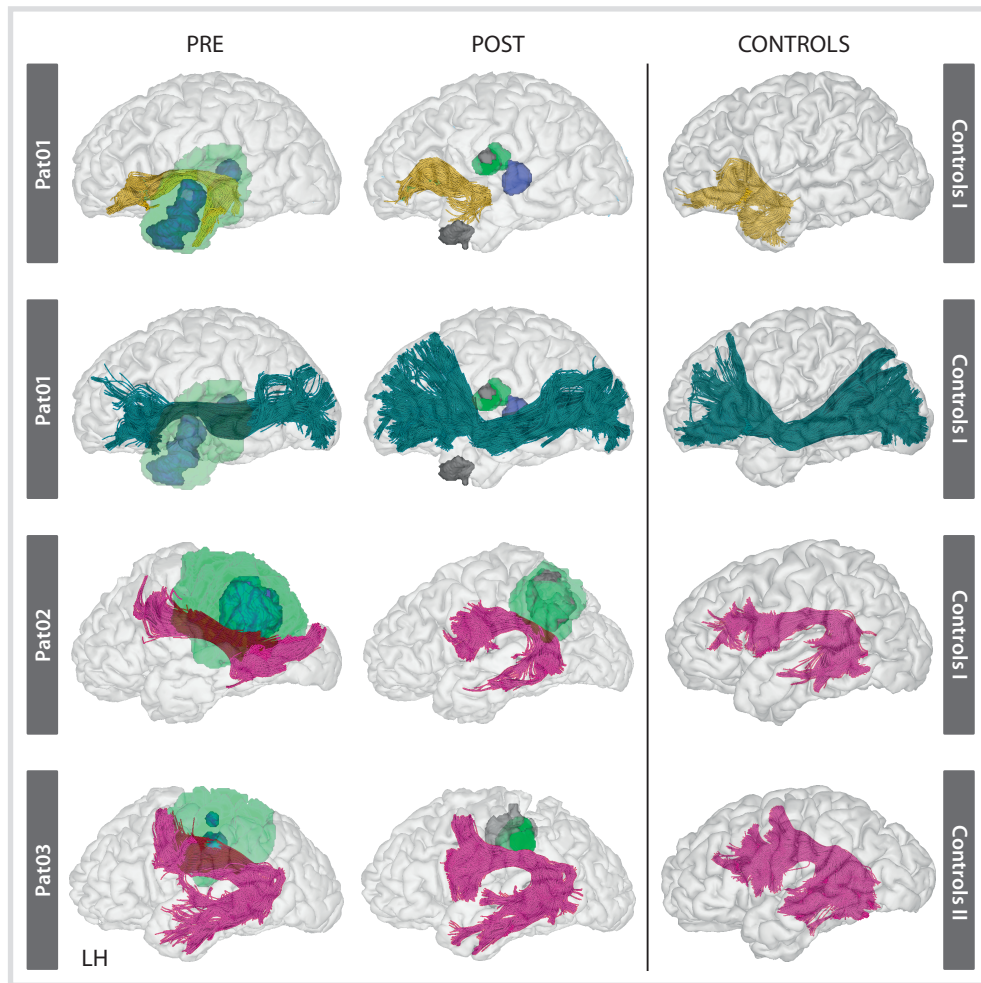 PRE
POST
CONTROLS
Pat01
Controls I
Pat01
Controls I
Pat02
Controls I
Pat03
Controls II
LH